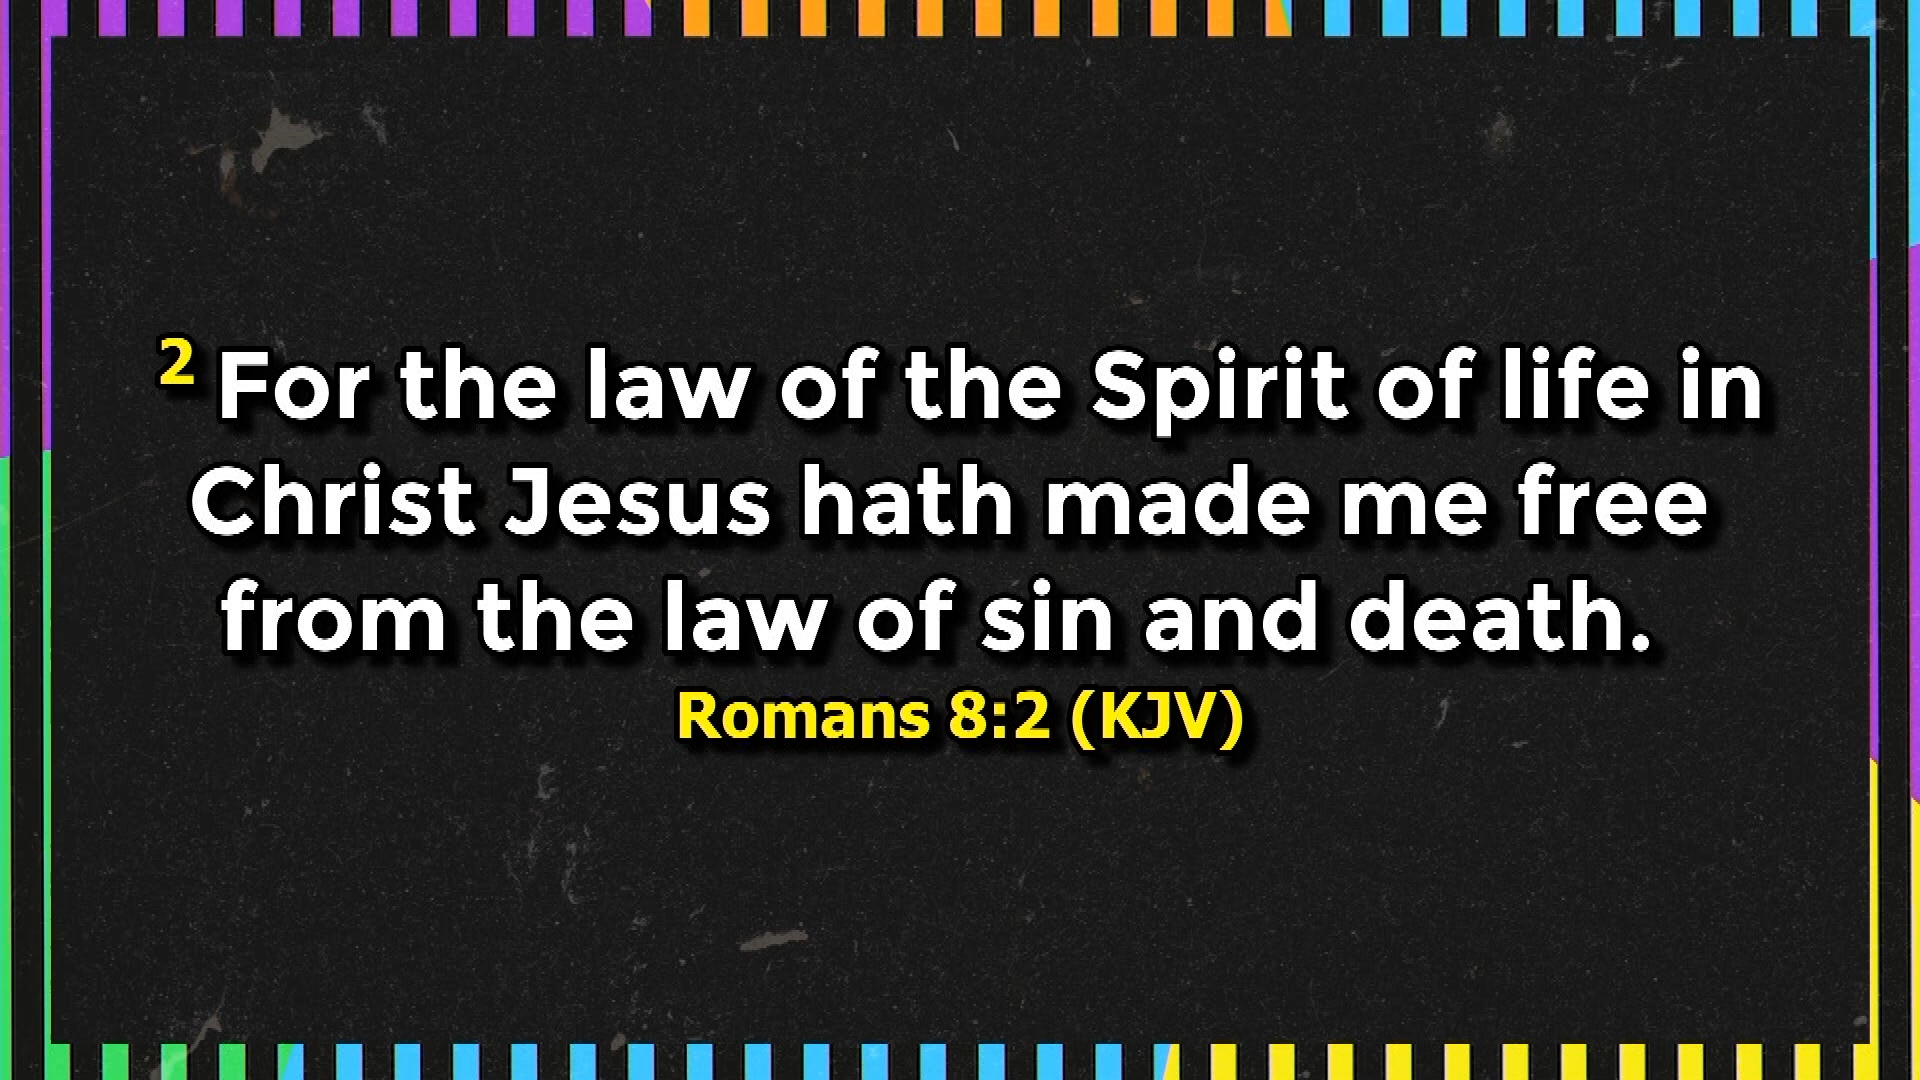 2 For the law of the Spirit of life in
Christ Jesus hath made me free
from the law of sin and death.
Romans 8:2 (KJV)